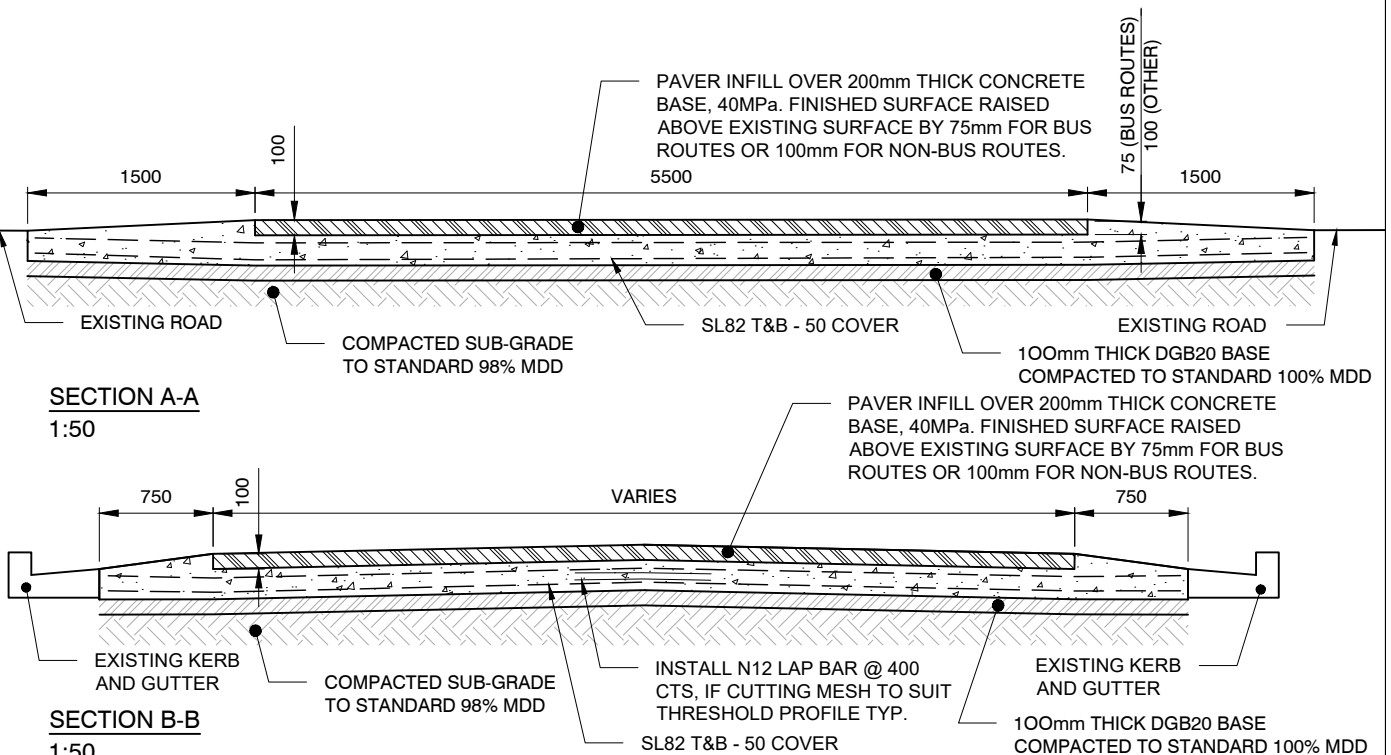 75 (BUS ROUTES)
100 (OTHER)
PAVER INFILL OVER 200mm THICK CONCRETE
BASE, 40MPa. FINISHED SURFACE RAISED
ABOVE EXISTING SURFACE BY 75mm FOR BUS
ROUTES OR 100mm FOR NON-BUS ROUTES.
100
1500
5500
1500
EXISTING ROAD
COMPACTED SUB-GRADE
TO STANDARD 98% MDD
SL82 T&B - 50 COVER
EXISTING ROAD
1OOmm THICK DGB20 BASE
COMPACTED TO STANDARD 100% MDD
SECTION A-A
1:50
PAVER INFILL OVER 200mm THICK CONCRETE
BASE, 40MPa. FINISHED SURFACE RAISED
ABOVE EXISTING SURFACE BY 75mm FOR BUS
ROUTES OR 100mm FOR NON-BUS ROUTES.
750
100
VARIES
750
EXISTING KERB
AND GUTTER
COMPACTED SUB-GRADE
TO STANDARD 98% MDD
INSTALL N12 LAP BAR @ 400
CTS, IF CUTTING MESH TO SUIT
THRESHOLD PROFILE TYP.
SL82 T&B - 50 COVER
EXISTING KERB
AND GUTTER
1OOmm THICK DGB20 BASE
COMPACTED TO STANDARD 100% MDD
SECTION B-B
1:50